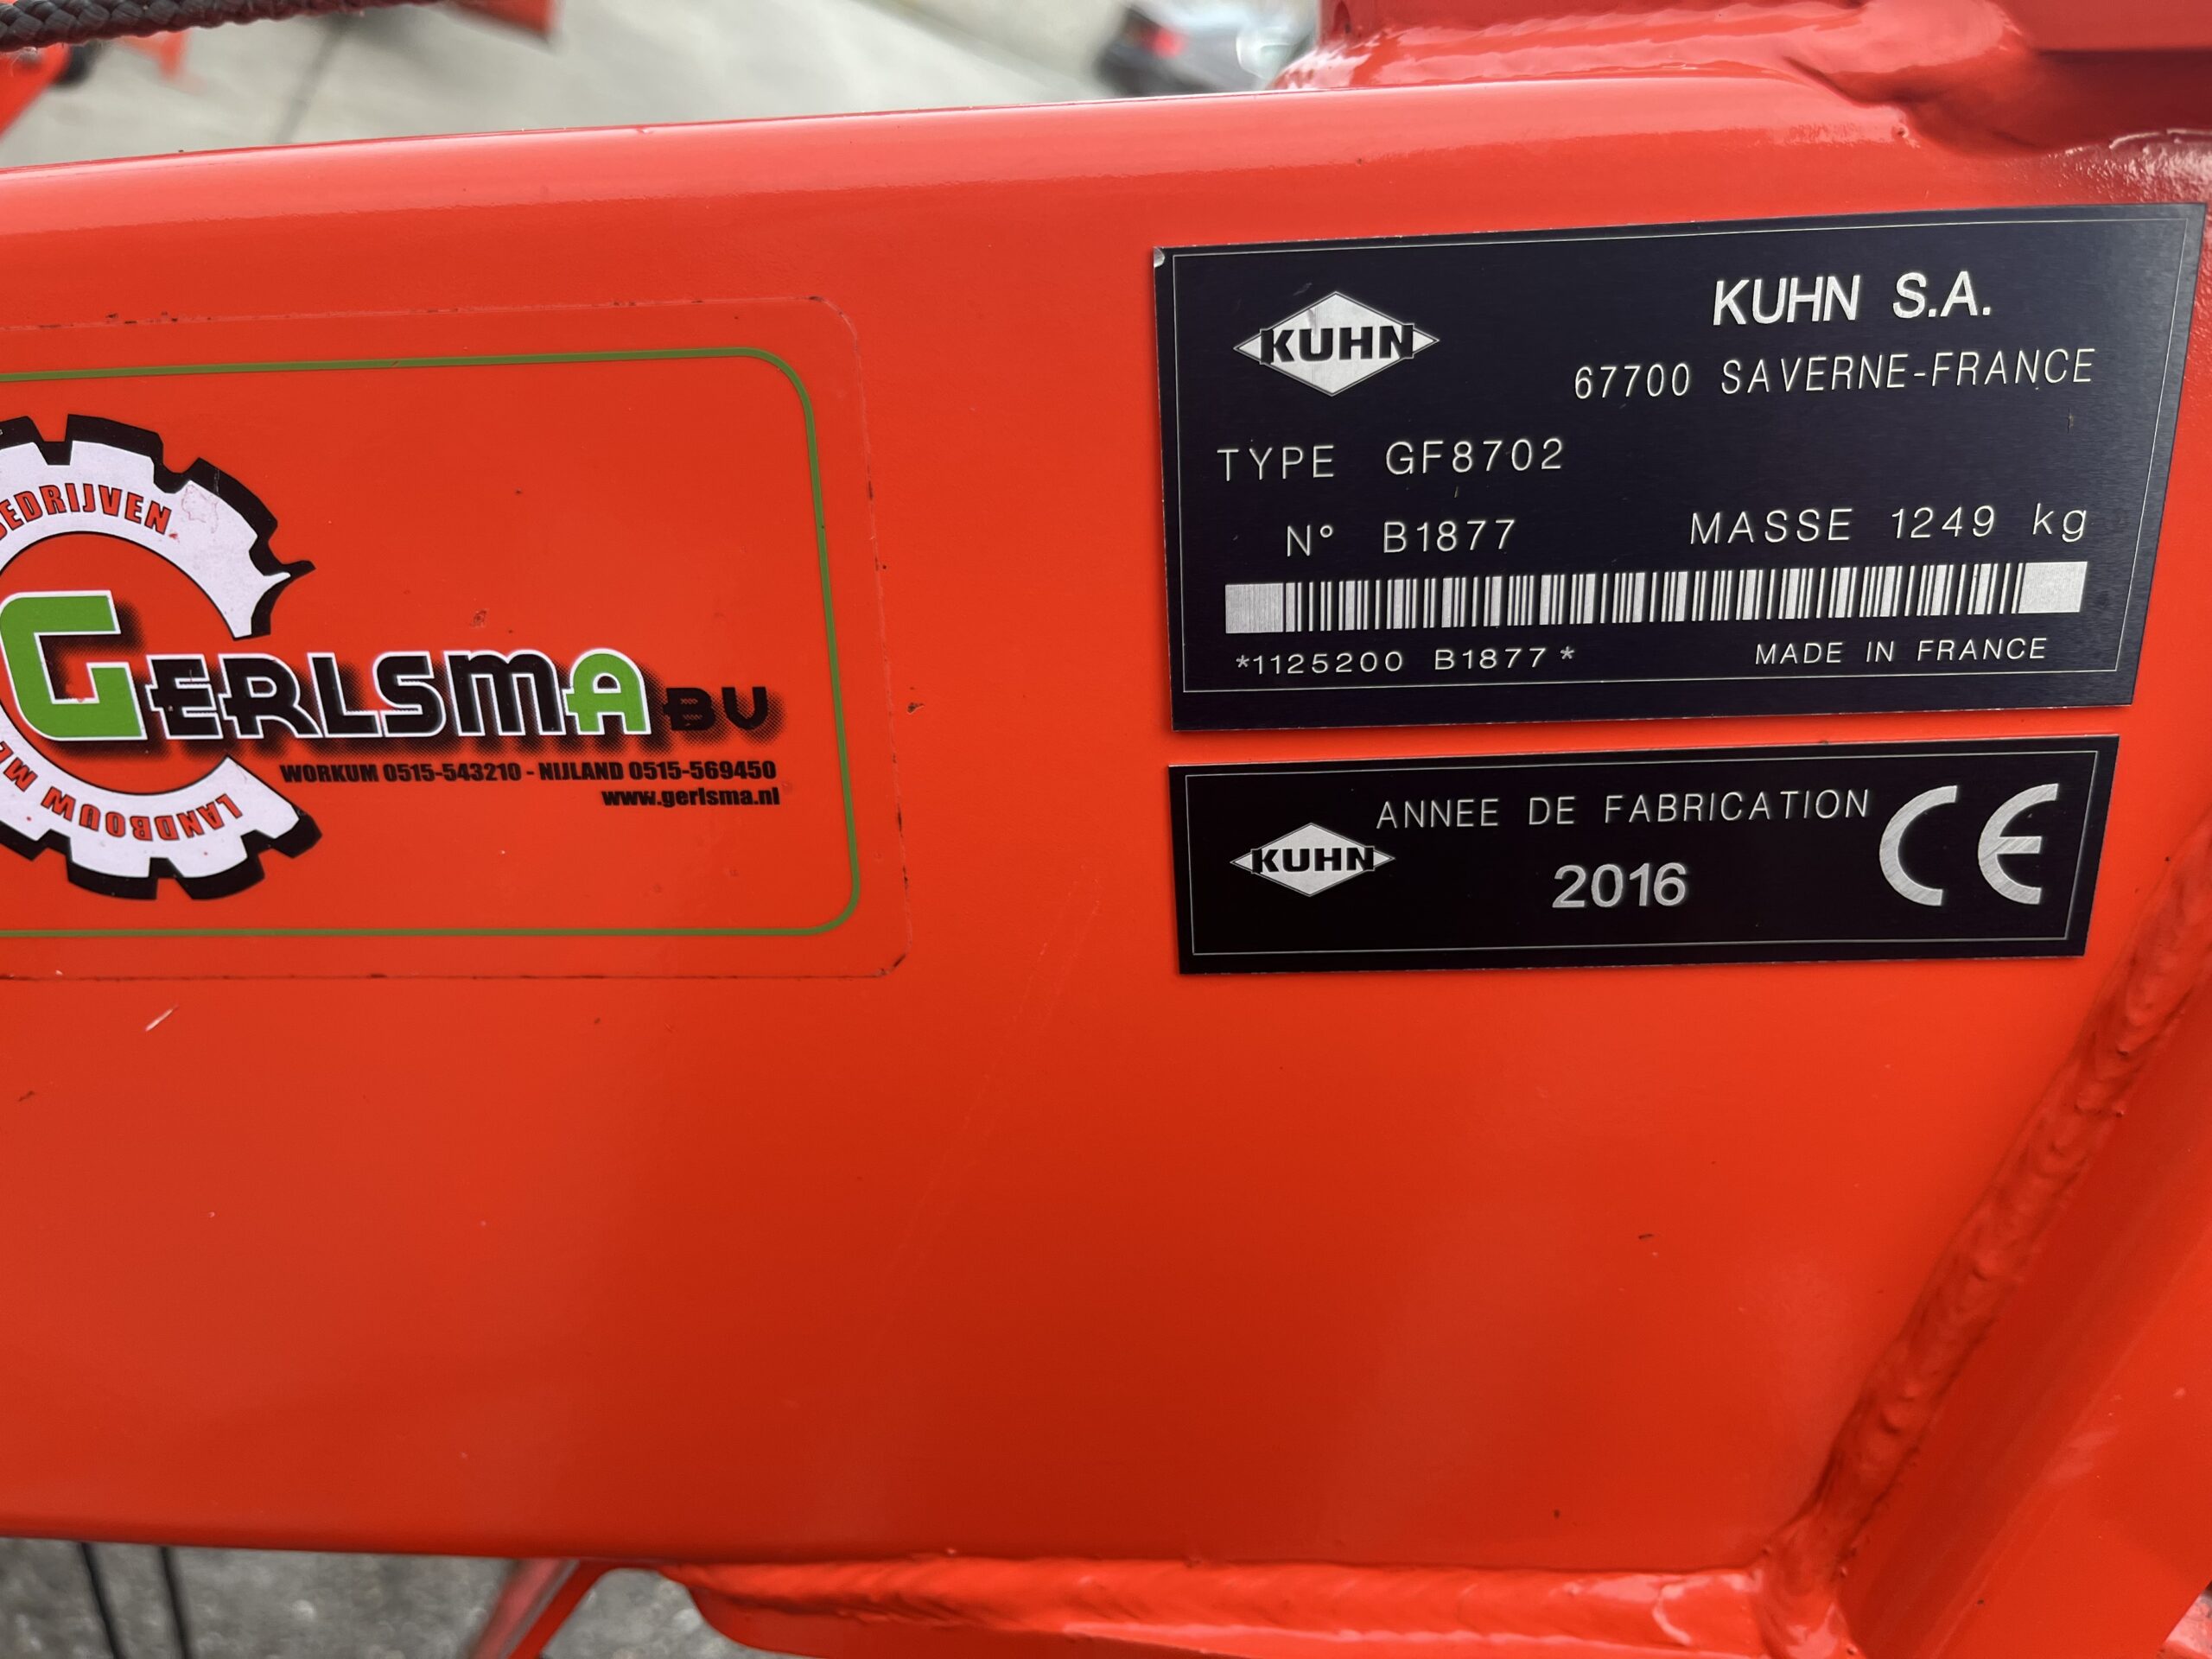 BEDRIJVEN
GERLSMA BV
WORKUM 0515-543210 - NIJLAND 0515-569450
www.gerlsma.nl
LANDBOUW
KUHN
KUHN S.A.
67700 SAVERNE-FRANCE
TYPE GF8702
N° B1877 MASSE 1249 kg
*1125200 B1877*
MADE IN FRANCE
ANNEE DE FABRICATION
KUHN
2016
CE